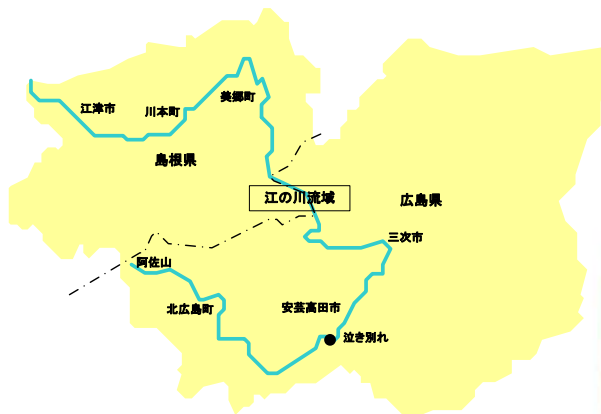 江津市
川本町
美郷町
島根県
江の川流域
広島県
三次市
阿佐山
北広島町
安芸高田市
泣き別れ